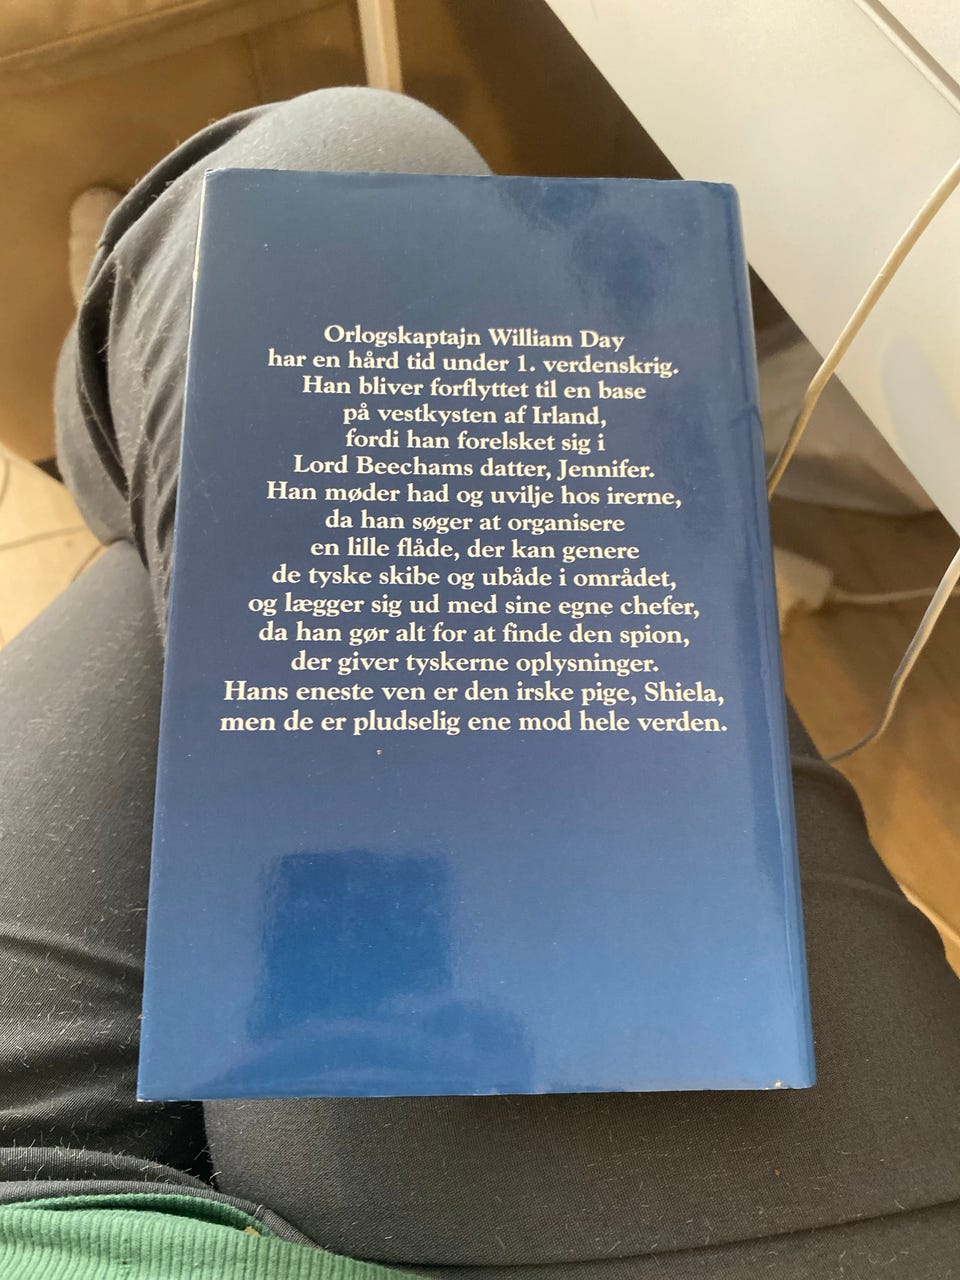 Orlogskaptajn William Day
har en hård tid under 1. verdenskrig.
Han bliver forflyttet til en base
på vestkysten af Irland,
fordi han forelsket sig i
Lord Beechams datter, Jennifer.
Han møder had og uvilje hos irerne,
da han søger at organisere
en lille flåde, der kan genere
de tyske skibe og ubåde i området,
og lægger sig ud med sine egne chefer,
da han gør alt for at finde den spion,
der giver tyskerne oplysninger.
Hans eneste ven er den irske pige, Shiela,
men de er pludselig ene mod hele verden.